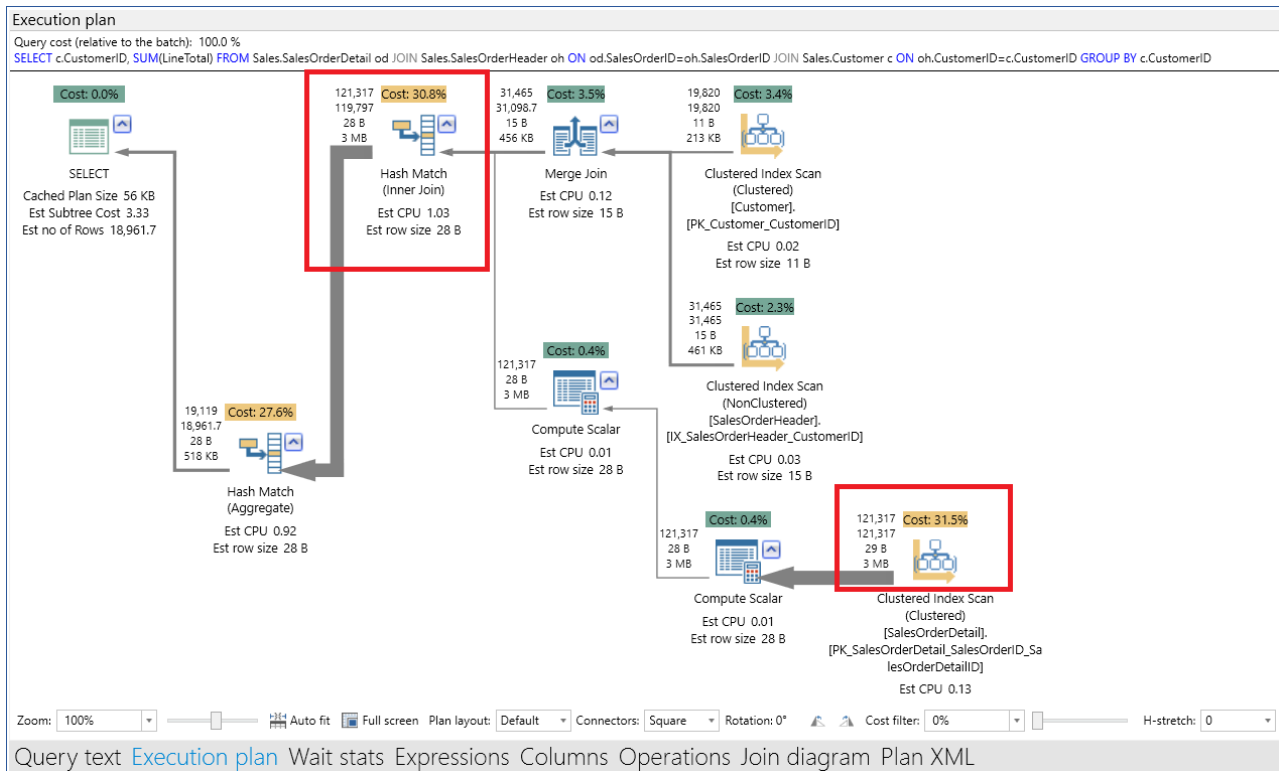 Execution plan
Query cost (relative to the batch): 100.0 %
SELECT c.CustomerID, SUM(LineTotal) FROM Sales.SalesOrderDetail od JOIN Sales.SalesOrderHeader oh ON od.SalesOrderID=oh.SalesOrderID JOIN Sales.Customer c ON oh.CustomerID=c.CustomerID GROUP BY c.CustomerID
Cost: 0.0%
SELECT
Cached Plan Size 56 KB
Est Subtree Cost 3.33
Est no of Rows 18,961.7
121,317
119,797
28 B
3 MB
Cost: 30.8%
Hash Match
(Inner Join)
Est CPU 1.03
Est row size 28 B
31,465
31,098.7
15 B
456 KB
Cost: 3.5%
Merge Join
Est CPU 0.12
Est row size 15 B
19,820
19,820
11 B
213 KB
Cost: 3.4%
Clustered Index Scan
(Clustered)
[Customer].
[PK_Customer_CustomerID]
Est CPU 0.02
Est row size 11 B
31,465
31,465
15 B
461 KB
Cost: 2.3%
Clustered Index Scan
(NonClustered)
[SalesOrderHeader].
[IX_SalesOrderHeader_CustomerID]
Est CPU 0.03
Est row size 15 B
121,317
28 B
3 MB
Cost: 0.4%
Compute Scalar
Est CPU 0.01
Est row size 28 B
19,119
18,961.7
28 B
518 KB
Cost: 27.6%
Hash Match
(Aggregate)
Est CPU 0.92
Est row size 28 B
121,317
28 B
3 MB
Cost: 0.4%
Compute Scalar
Est CPU 0.01
Est row size 28 B
121,317
121,317
29 B
3 MB
Cost: 31.5%
Clustered Index Scan
(Clustered)
[SalesOrderDetail].
[PK_SalesOrderDetail_SalesOrderID_Sa
lesOrderDetailID]
Est CPU 0.13
Zoom: 100% Auto fit Full screen Plan layout: Default Connectors: Square Rotation: 0° Cost filter: 0% H-stretch: 0
Query text Execution plan Wait stats Expressions Columns Operations Join diagram Plan XML